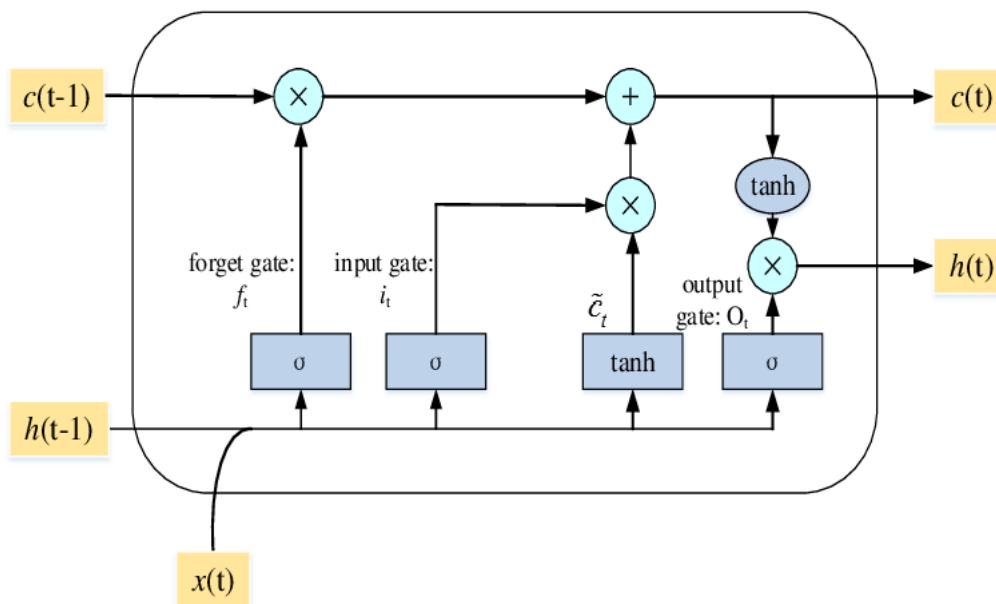 c(t-1)
×
+
c(t)
tanh
×
×
h(t)
forget gate:
f_t
input gate:
i_t
c̃_t
output
gate: O_t
σ
σ
tanh
σ
h(t-1)
x(t)